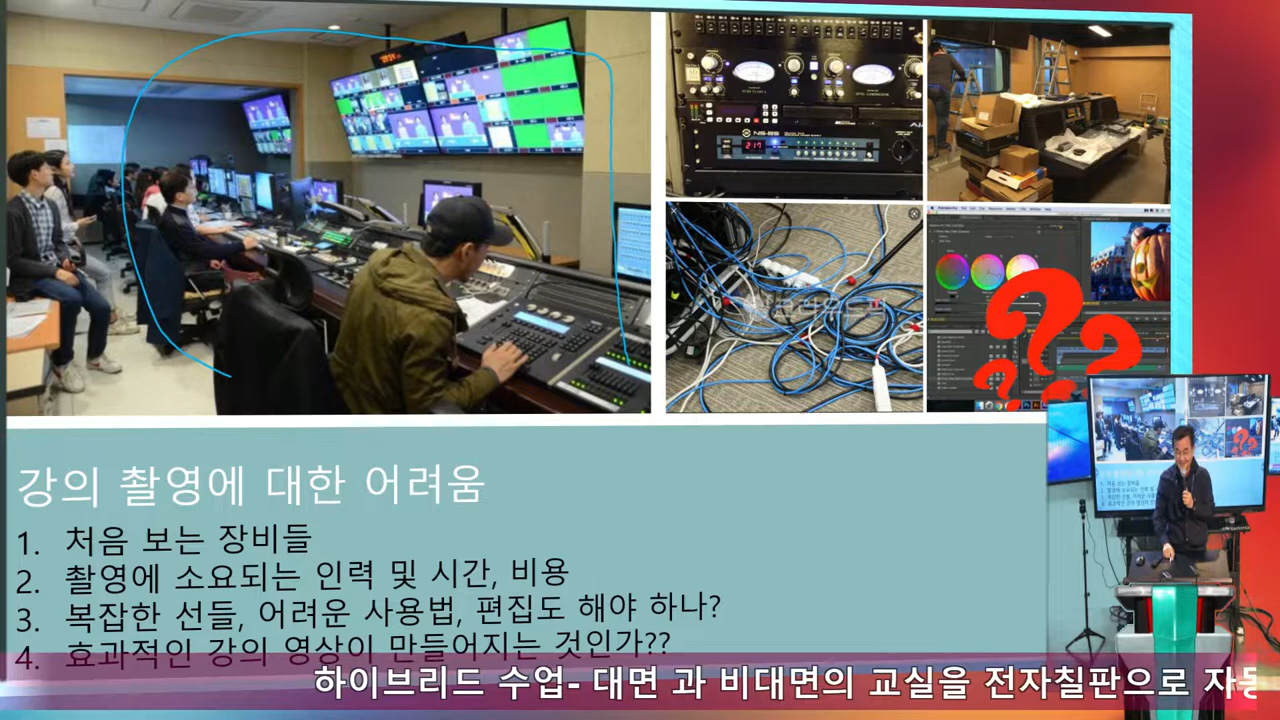 NS-BS
217
강의 촬영에 대한 어려움
1. 처음 보는 장비들
2. 촬영에 소요되는 인력 및 시간, 비용
3. 복잡한 선들, 어려운 사용법, 편집도 해야 하나?
4. 효과적인 강의 영상이 만들어지는 것인가??
하이브리드 수업- 대면 과 비대면의 교실을 전자칠판으로 자동